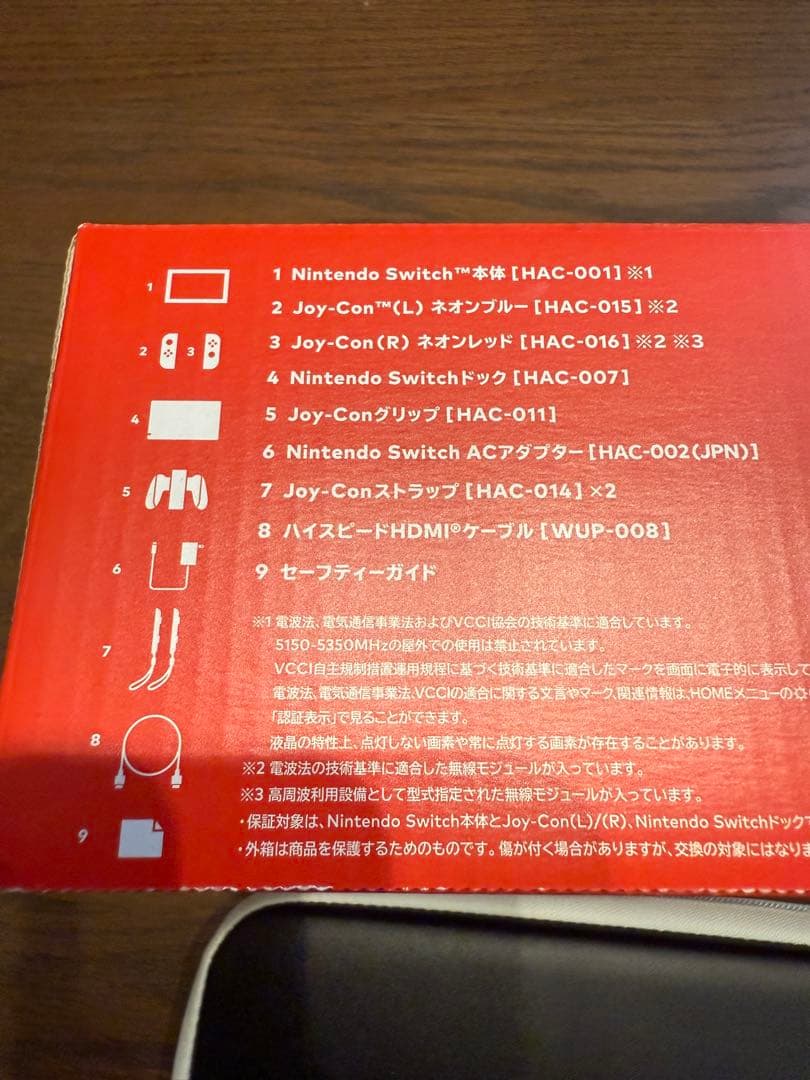 1 Nintendo Switch™本体 [HAC-001] ※1
2 Joy-Con™(L) ネオンブルー [HAC-015] ※2
3 Joy-Con(R) ネオンレッド [HAC-016] ※2 ※3
4 Nintendo Switchドック [HAC-007]
5 Joy-Conグリップ [HAC-011]
6 Nintendo Switch ACアダプター [HAC-002(JPN)]
7 Joy-Conストラップ [HAC-014] ×2
8 ハイスピードHDMI®ケーブル [WUP-008]
9 セーフティーガイド
1
2 3
4
5
6
7
8
9
※1 電波法、電気通信事業法およびVCCI協会の技術基準に適合しています。
5150-5350MHzの屋外での使用は禁止されています。
VCCI自主規制措置運用規程に基づく技術基準に適合したマークを画面に電子的に表示して
電波法、電気通信事業法、VCCIの適合に関する文言やマーク、関連情報は、HOMEメニューの
「認証表示」で見ることができます。
液晶の特性上、点灯しない画素や常に点灯する画素が存在することがあります。
※2 電波法の技術基準に適合した無線モジュールが入っています。
※3 高周波利用設備として型式指定された無線モジュールが入っています。
・保証対象は、Nintendo Switch本体とJoy-Con(L)/(R)、Nintendo Switchドックで
・外箱は商品を保護するためのものです。傷が付く場合がありますが、交換の対象にはなりま